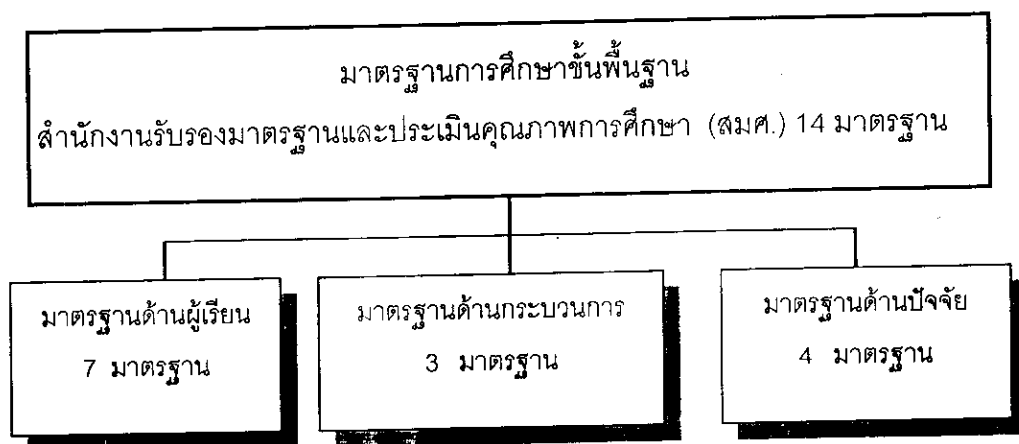 มาตรฐานการศึกษาขั้นพื้นฐาน
สำนักงานรับรองมาตรฐานและประเมินคุณภาพการศึกษา (สมศ.) 14 มาตรฐาน
มาตรฐานด้านผู้เรียน
7 มาตรฐาน
มาตรฐานด้านกระบวนการ
3 มาตรฐาน
มาตรฐานด้านปัจจัย
4 มาตรฐาน